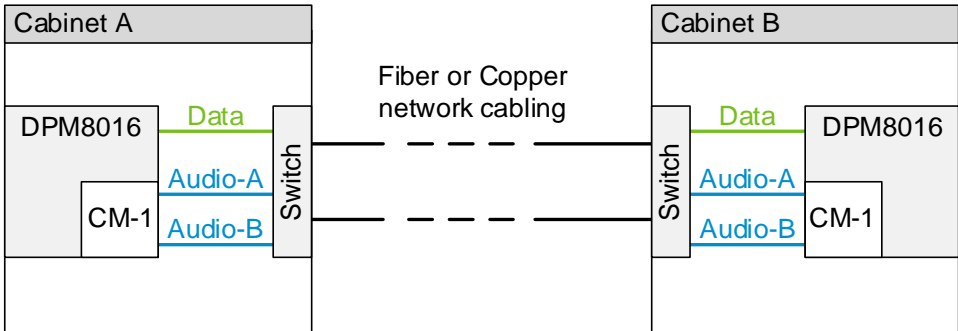 Cabinet A
Cabinet B
Fiber or Copper
network cabling
DPM8016
Data
Audio-A
CM-1
Audio-B
Switch
Switch
Data
DPM8016
Audio-A
CM-1
Audio-B